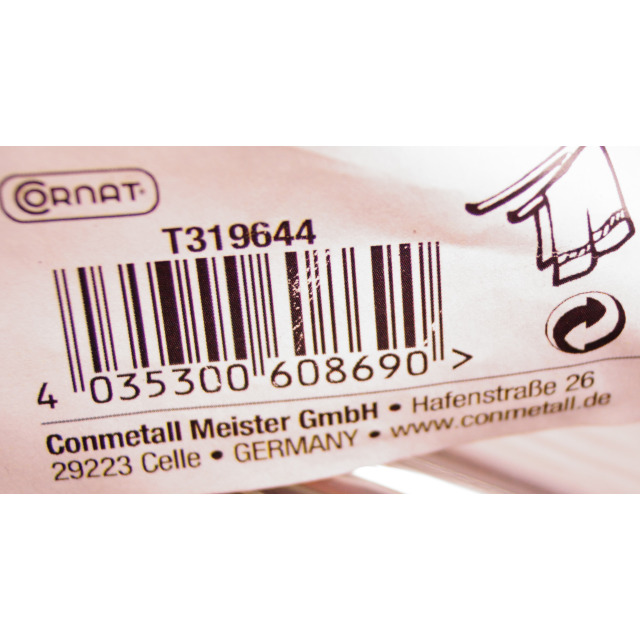 CORNAT®
T319644
4 035300 608690 >
Conmetall Meister GmbH • Hafenstraße 26
29223 Celle • GERMANY • www.conmetall.de